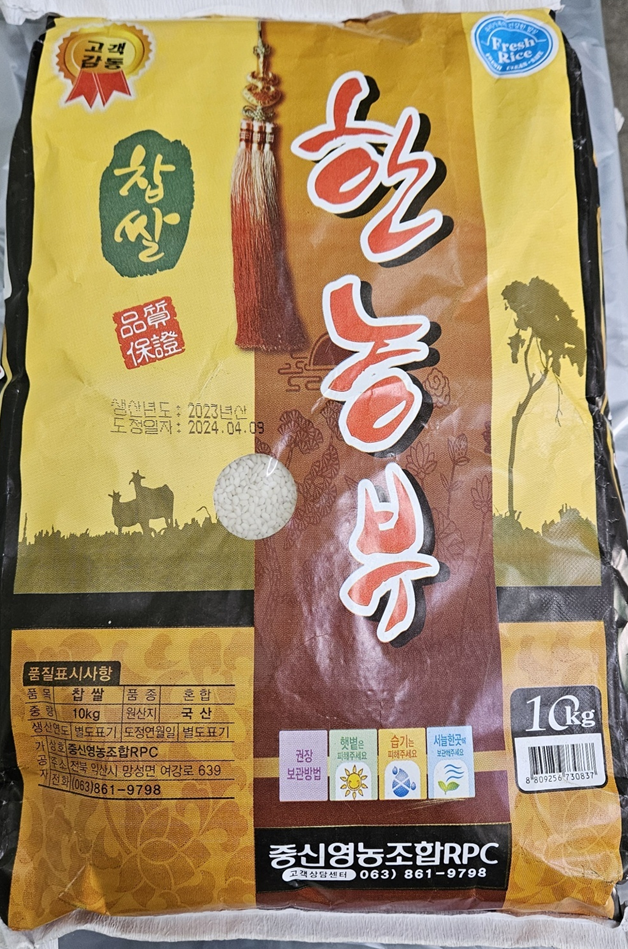 고객
감동
Fresh
Rice
찹쌀
한농부
品質
保證
생산년도: 2023년산
도정일자: 2024.04.09
품질표시사항
품 목 찹 쌀 품 종 혼 합
중 량 10kg 원산지 국 산
생산연도 별도표기 도정연월일 별도표기
가공자 상호 중신영농조합RPC
주소 전북 익산시 망성면 여강로 639
전화 (063)861-9798
권장
보관방법
햇볕은
피해주세요
습기는
피해주세요
서늘한곳에
보관해주세요
10kg
8 809256 730837
중신영농조합RPC
고객상담센터 063) 861-9798